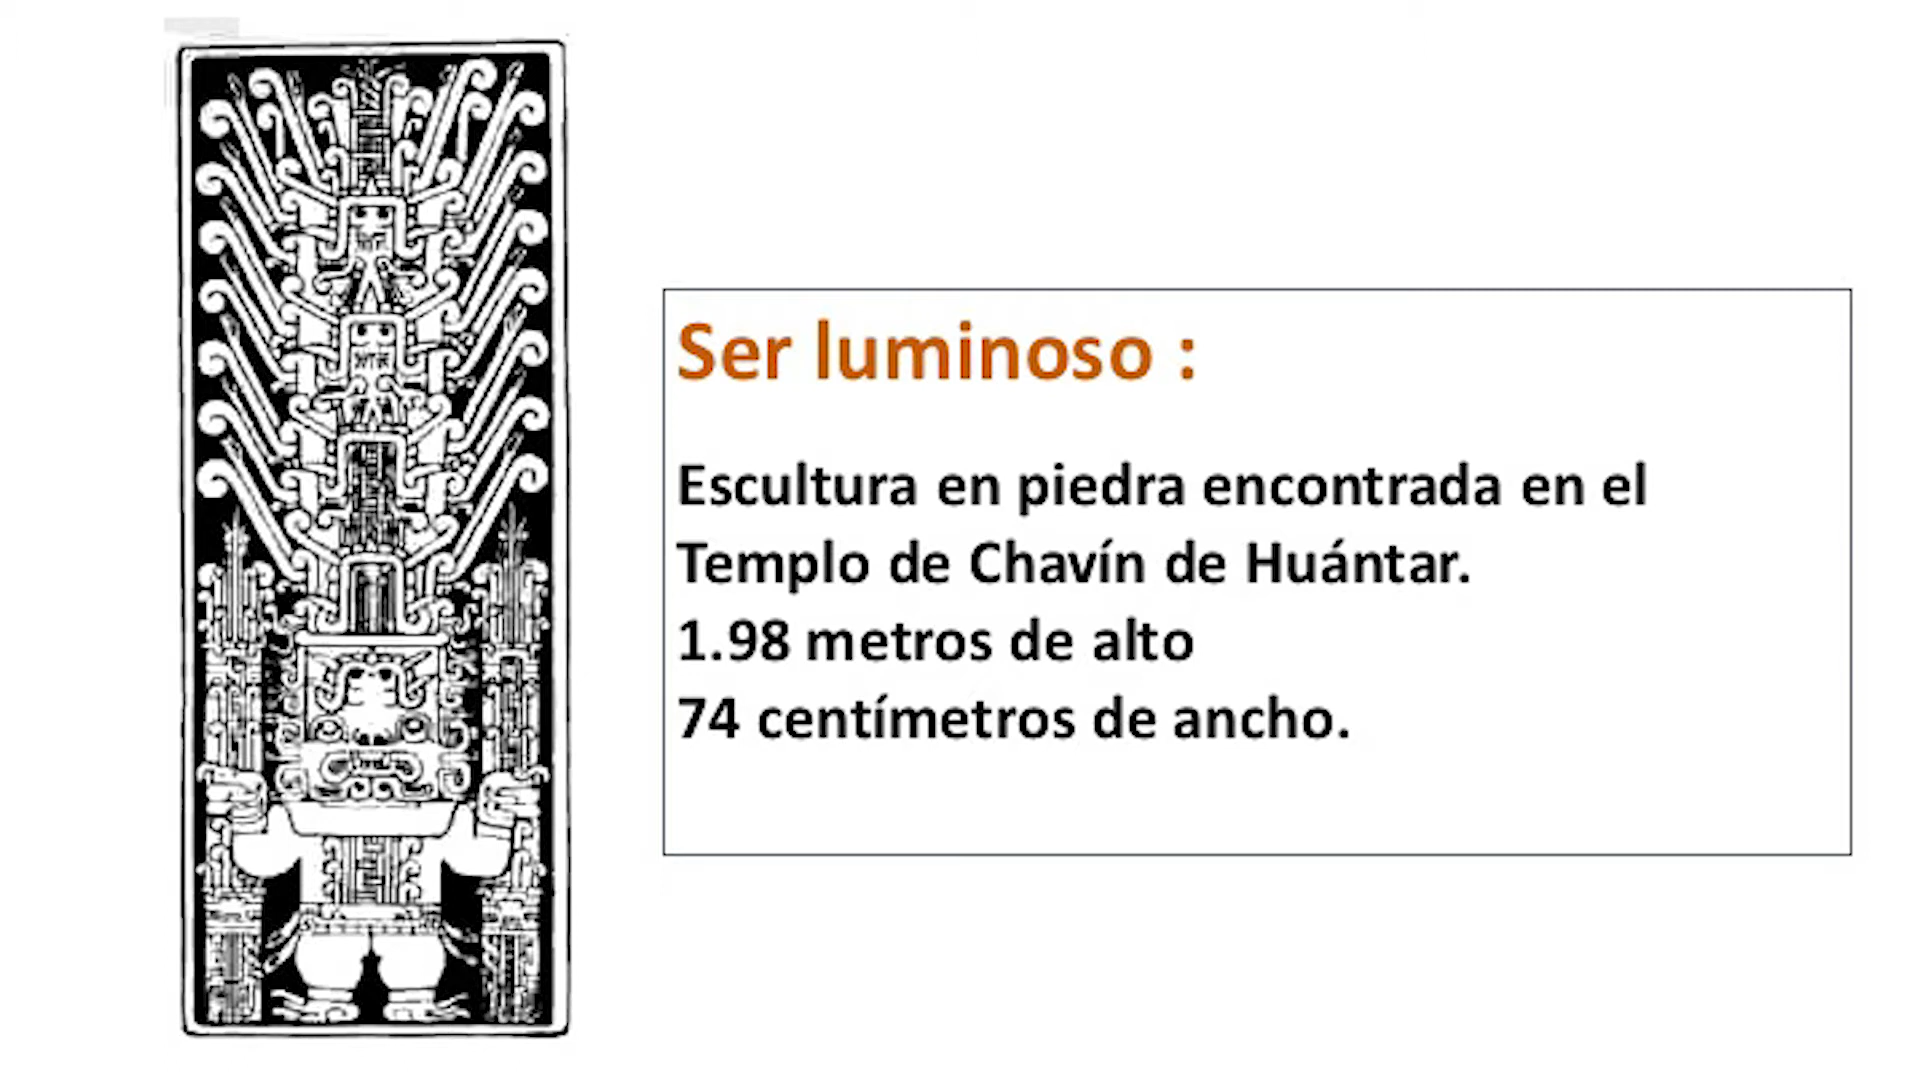 Ser luminoso :
Escultura en piedra encontrada en el
Templo de Chavín de Huántar.
1.98 metros de alto
74 centímetros de ancho.